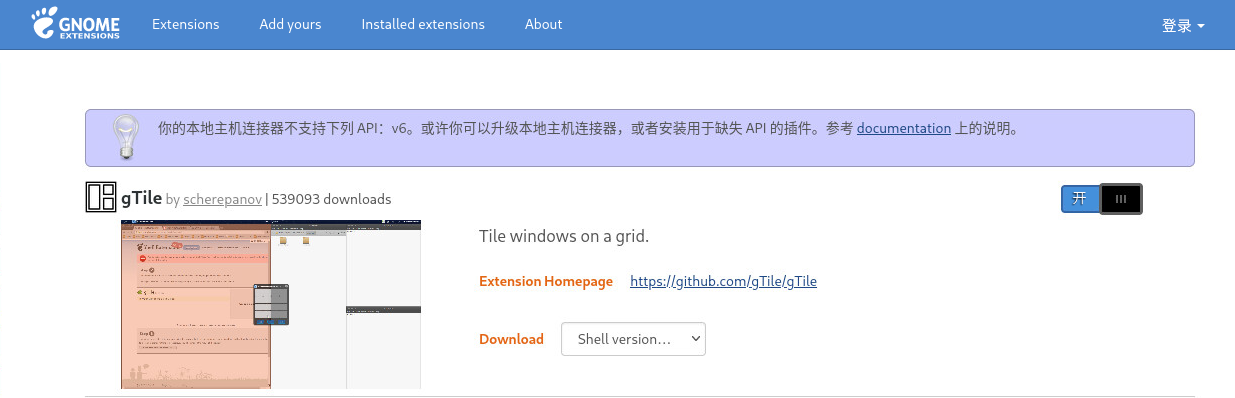 GNOME
EXTENSIONS
Extensions
Add yours
Installed extensions
About
登录
你的本地主机连接器不支持下列 API：v6。或许你可以升级本地主机连接器，或者安装用于缺失 API 的插件。参考 documentation 上的说明。
gTile by scherepanov | 539093 downloads
开
Tile windows on a grid.
Extension Homepage https://github.com/gTile/gTile
Download Shell version...